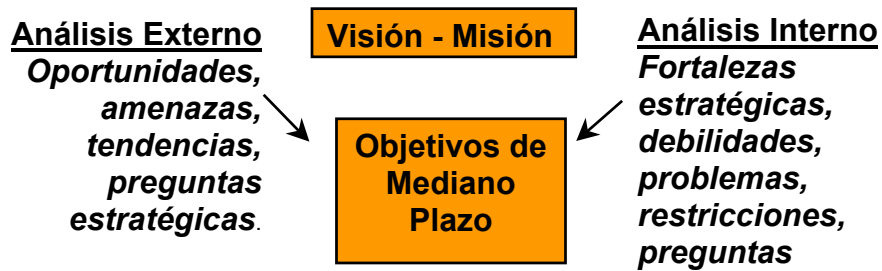 Análisis Externo
Oportunidades,
amenazas,
tendencias,
preguntas
estratégicas.
Visión - Misión
Objetivos de
Mediano
Plazo
Análisis Interno
Fortalezas
estratégicas,
debilidades,
problemas,
restricciones,
preguntas